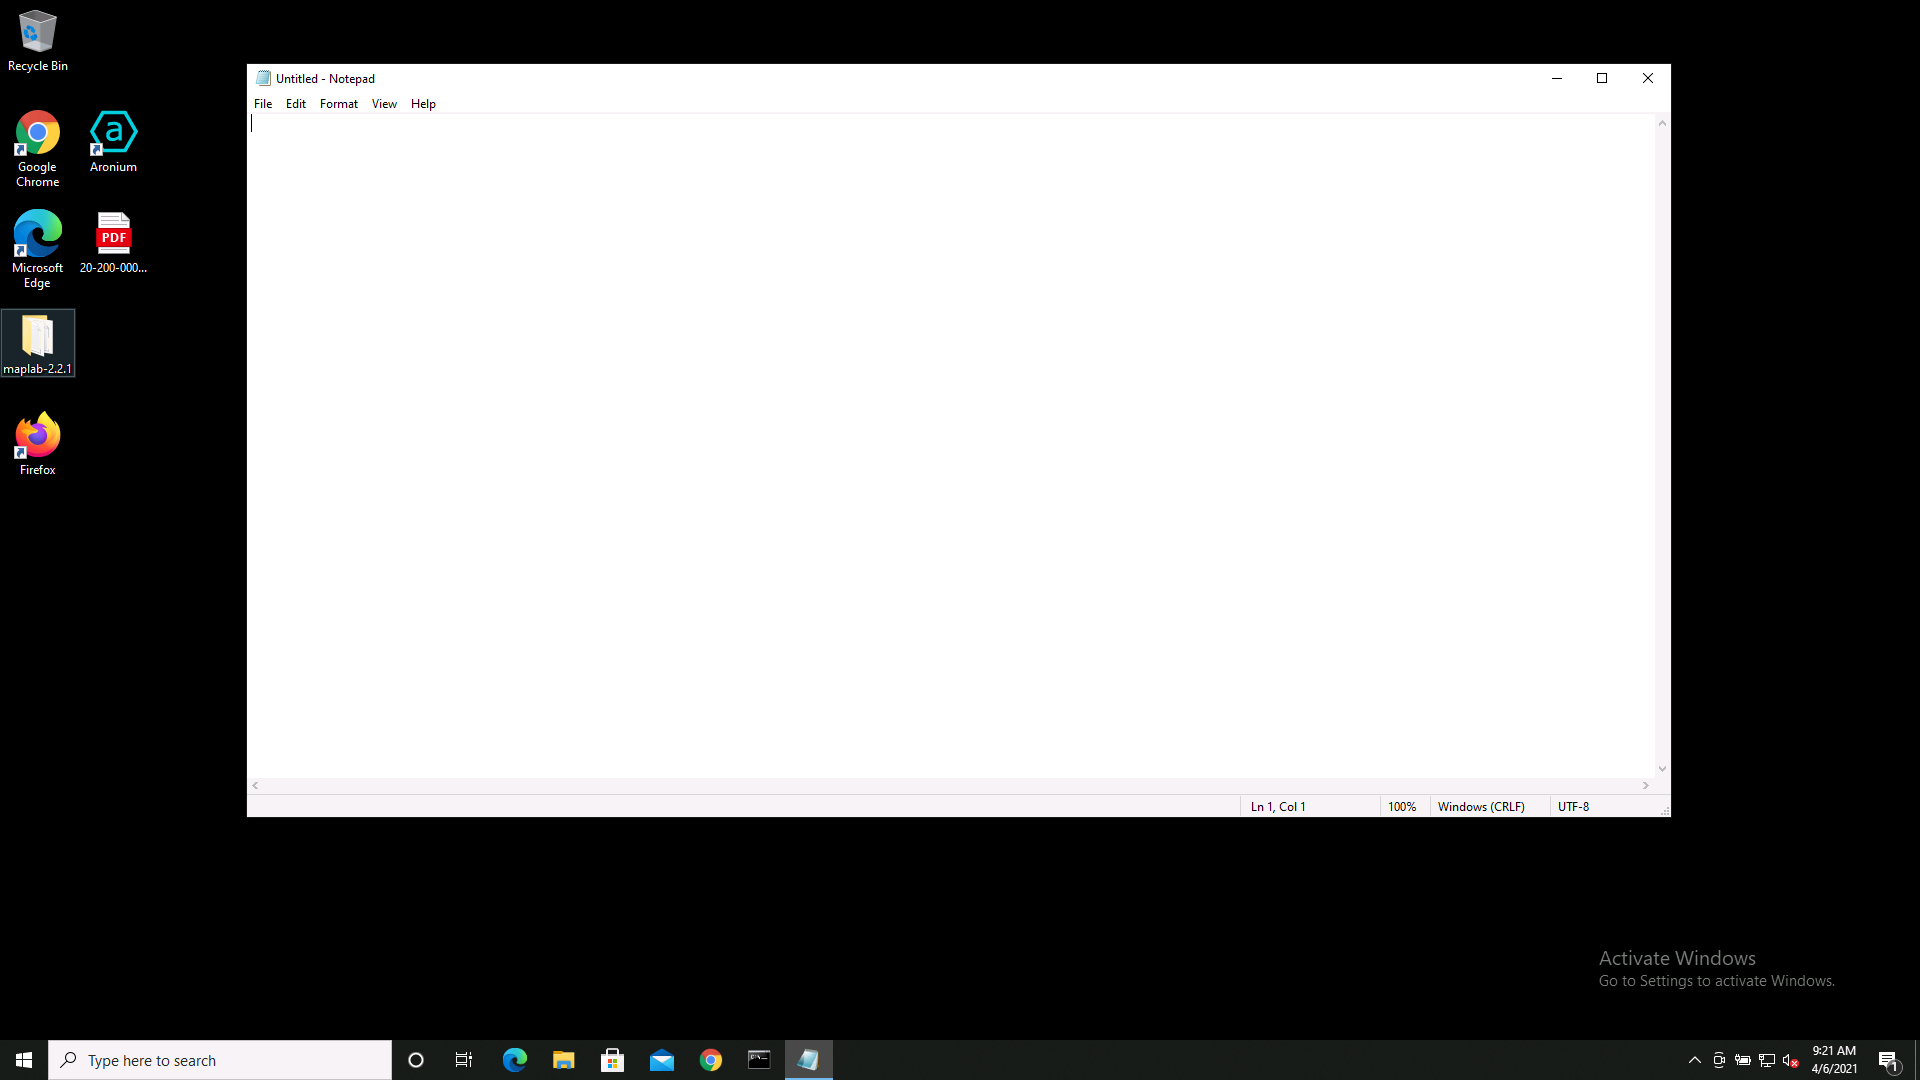 Recycle Bin
Untitled - Notepad
File Edit Format View Help
Google
Chrome
a
Aronium
Microsoft
Edge
PDF
20-200-000...
maplab-2.2.1
Firefox
Ln 1, Col 1
100%
Windows (CRLF)
UTF-8
Activate Windows
Go to Settings to activate Windows.
Type here to search
9:21 AM
4/6/2021
1